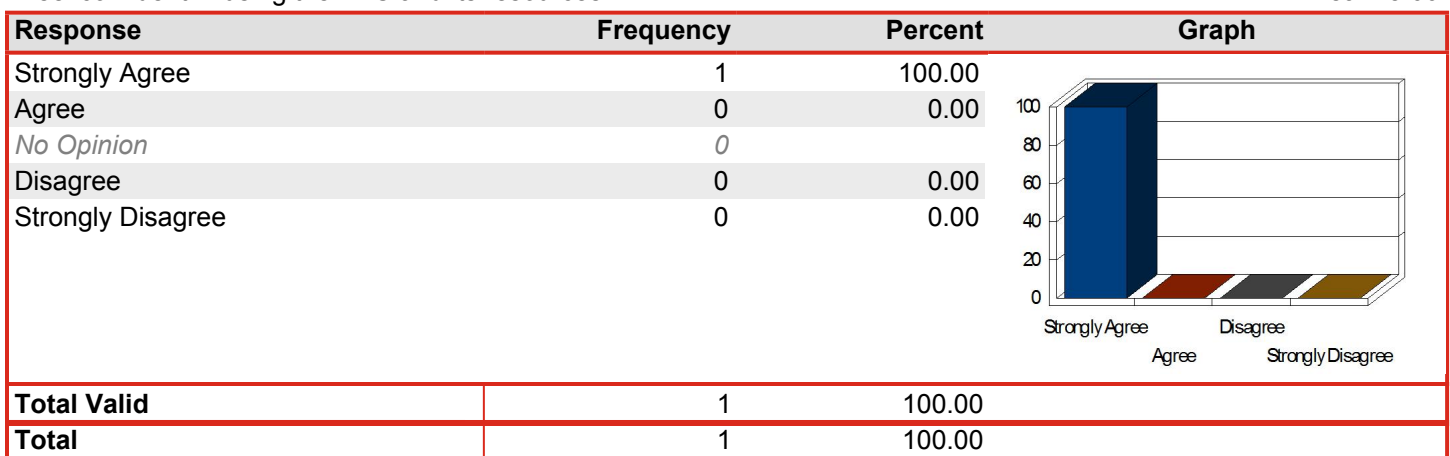 Response Frequency Percent Graph
Strongly Agree 1 100.00
Agree 0 0.00
No Opinion 0
Disagree 0 0.00
Strongly Disagree 0 0.00
100
80
60
40
20
0
Strongly Agree Disagree
Agree Strongly Disagree
Total Valid 1 100.00
Total 1 100.00